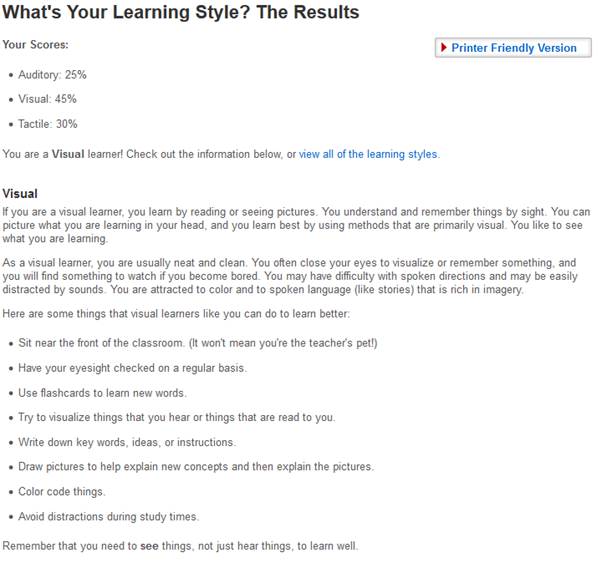 What's Your Learning Style? The Results
Your Scores:
Printer Friendly Version
Auditory: 25%
Visual: 45%
Tactile: 30%
You are a Visual learner! Check out the information below, or view all of the learning styles.
Visual
If you are a visual learner, you learn by reading or seeing pictures. You understand and remember things by sight. You can
picture what you are learning in your head, and you learn best by using methods that are primarily visual. You like to see
what you are learning.
As a visual learner, you are usually neat and clean. You often close your eyes to visualize or remember something, and
you will find something to watch if you become bored. You may have difficulty with spoken directions and may be easily
distracted by sounds. You are attracted to color and to spoken language (like stories) that is rich in imagery.
Here are some things that visual learners like you can do to learn better:
Sit near the front of the classroom. (It won't mean you're the teacher's pet!)
Have your eyesight checked on a regular basis.
Use flashcards to learn new words.
Try to visualize things that you hear or things that are read to you.
Write down key words, ideas, or instructions.
Draw pictures to help explain new concepts and then explain the pictures.
Color code things.
Avoid distractions during study times.
Remember that you need to see things, not just hear things, to learn well.